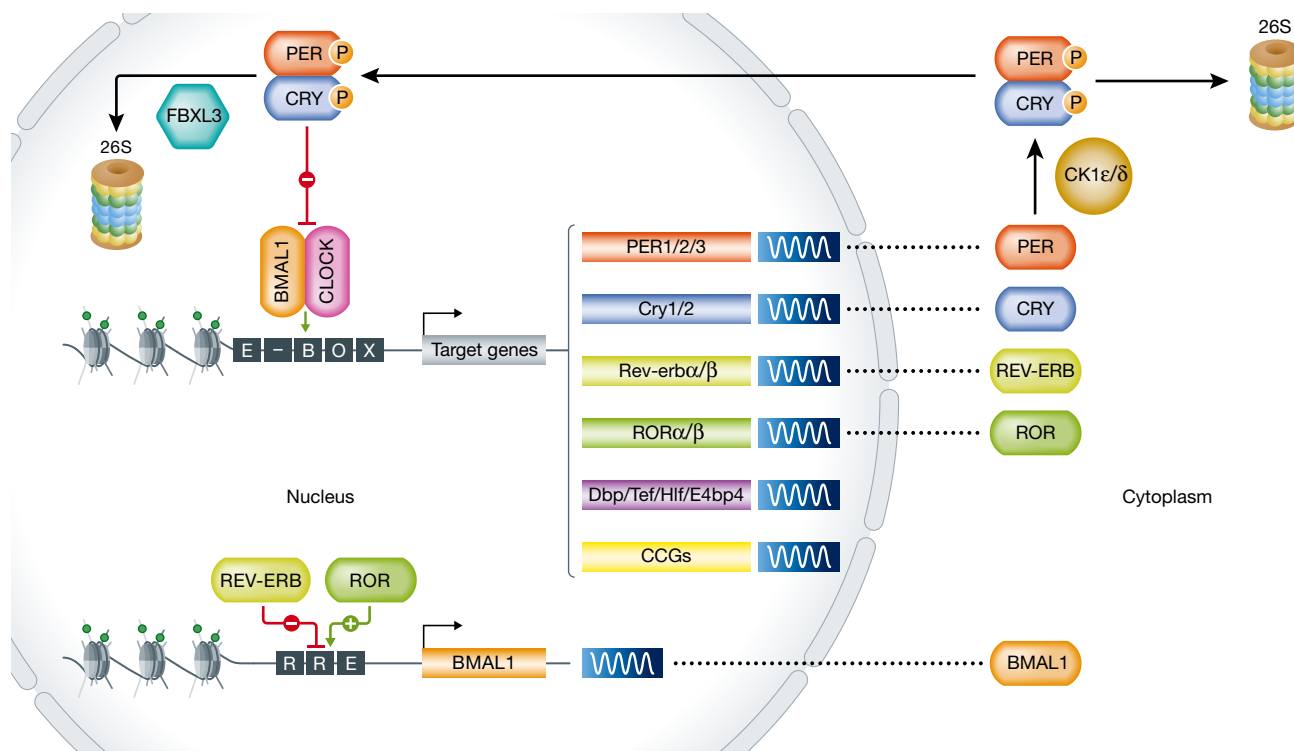 PER P
CRY P
FBXL3
26S
PER P
CRY P
26S
CK1ε/δ
BMAL1
CLOCK
E – B O X
Target genes
PER1/2/3
Cry1/2
Rev-erbα/β
RORα/β
Dbp/Tef/Hlf/E4bp4
CCGs
PER
CRY
REV-ERB
ROR
Nucleus
Cytoplasm
REV-ERB
ROR
R R E
BMAL1
BMAL1